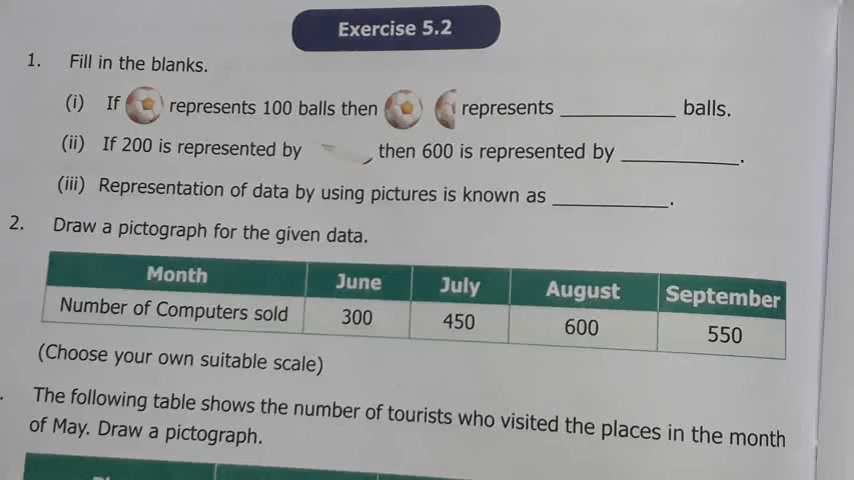 Exercise 5.2
1. Fill in the blanks.
(i) If represents 100 balls then represents __________ balls.
(ii) If 200 is represented by , then 600 is represented by __________.
(iii) Representation of data by using pictures is known as __________.
2. Draw a pictograph for the given data.
Month June July August September
Number of Computers sold 300 450 600 550
(Choose your own suitable scale)
The following table shows the number of tourists who visited the places in the month
of May. Draw a pictograph.